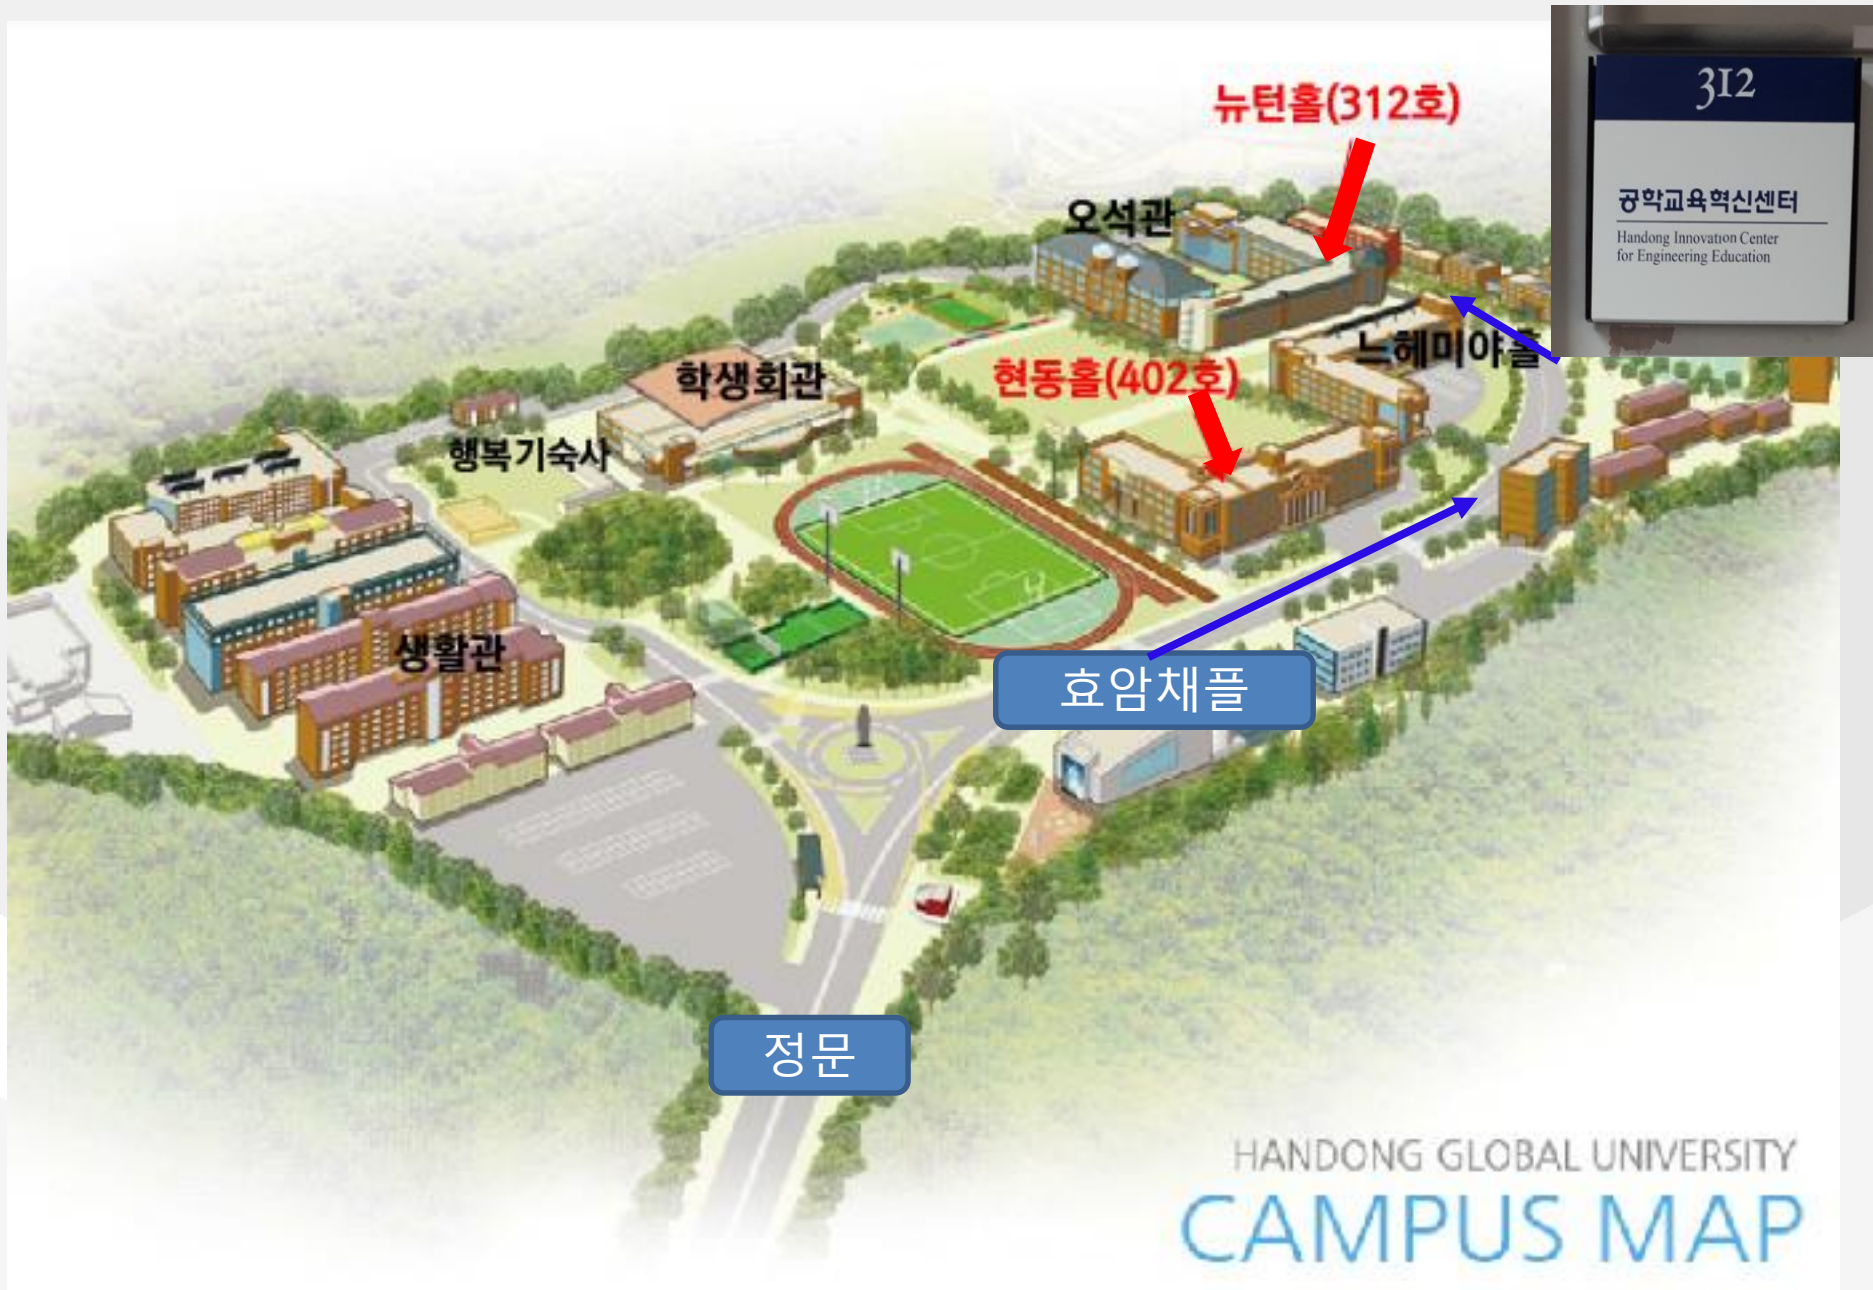 312
공학교육혁신센터
Handong Innovation Center
for Engineering Education
뉴턴홀(312호)
오석관
느헤미야홀
현동홀(402호)
학생회관
행복기숙사
생활관
효암채플
정문
HANDONG GLOBAL UNIVERSITY
CAMPUS MAP